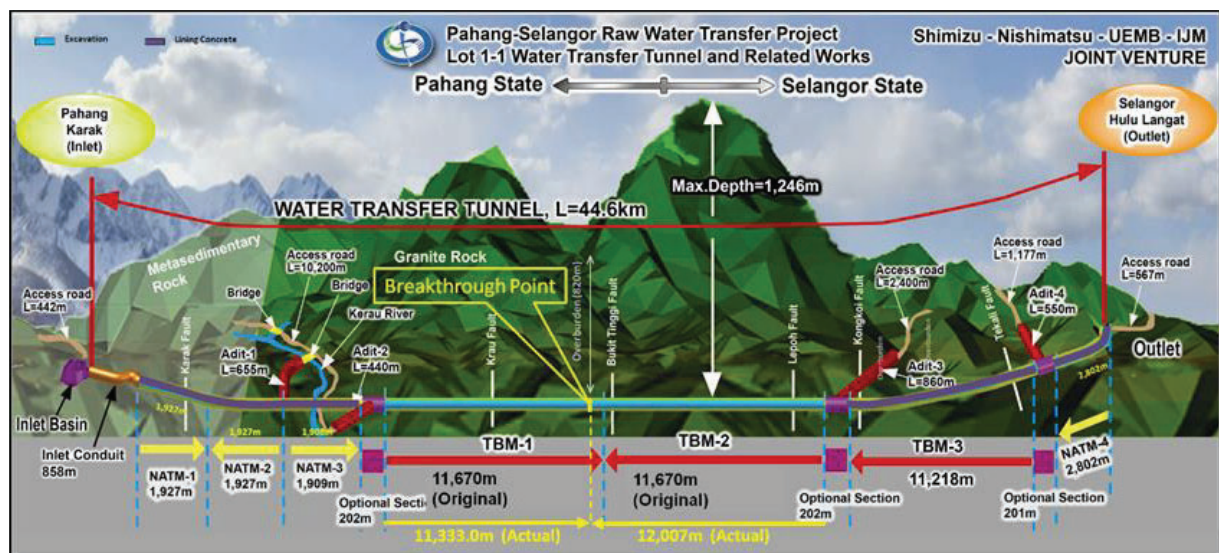 Excavation
Lining Concrete
Pahang-Selangor Raw Water Transfer Project
Lot 1-1 Water Transfer Tunnel and Related Works
Shimizu - Nishimatsu - UEMB - IJM
JOINT VENTURE
Pahang State
Selangor State
Pahang
Karak
(Inlet)
Selangor
Hulu Langat
(Outlet)
Max.Depth=1,246m
WATER TRANSFER TUNNEL, L=44.6km
Metasedimentary
Rock
Access road
L=10,200m
Granite Rock
Breakthrough Point
Overburden (820m)
Access road
L=442m
Bridge
Bridge
Kerau River
Access road
L=2,400m
Access road
L=1,177m
Access road
L=567m
Karak Fault
Adit-1
L=655m
Adit-2
L=440m
Krau Fault
Bukit Tinggi Fault
Lepoh Fault
Kongkoi Fault
Adit-3
L=860m
Tekali Fault
Adit-4
L=550m
Outlet
Inlet Basin
Inlet Conduit
858m
1,927m
1,927m
1,909m
2,802m
NATM-1
1,927m
NATM-2
1,927m
NATM-3
1,909m
TBM-1
TBM-2
TBM-3
NATM-4
2,802m
11,670m
(Original)
11,670m
(Original)
11,218m
Optional Secti
202m
Optional Section
202m
Optional Section
201m
11,333.0m (Actual)
12,007m (Actual)